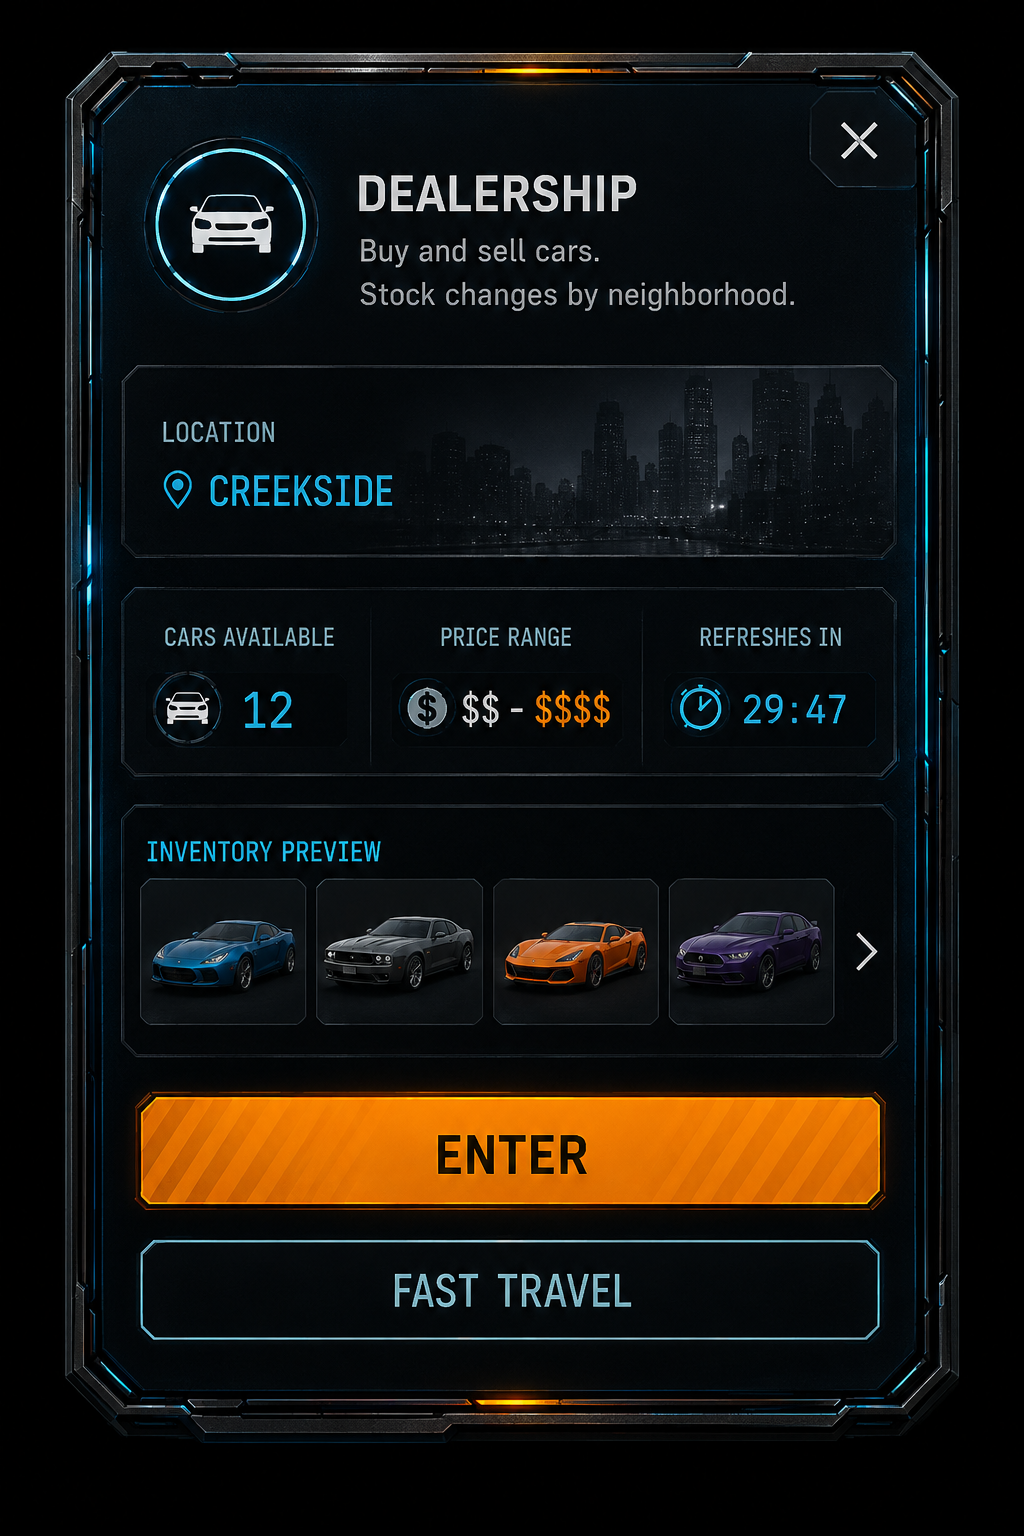 DEALERSHIP
Buy and sell cars.
Stock changes by neighborhood.
LOCATION
CREEKSIDE
CARS AVAILABLE
PRICE RANGE
REFRESHES IN
12
$ $$ - $$$$
29:47
INVENTORY PREVIEW
ENTER
FAST TRAVEL